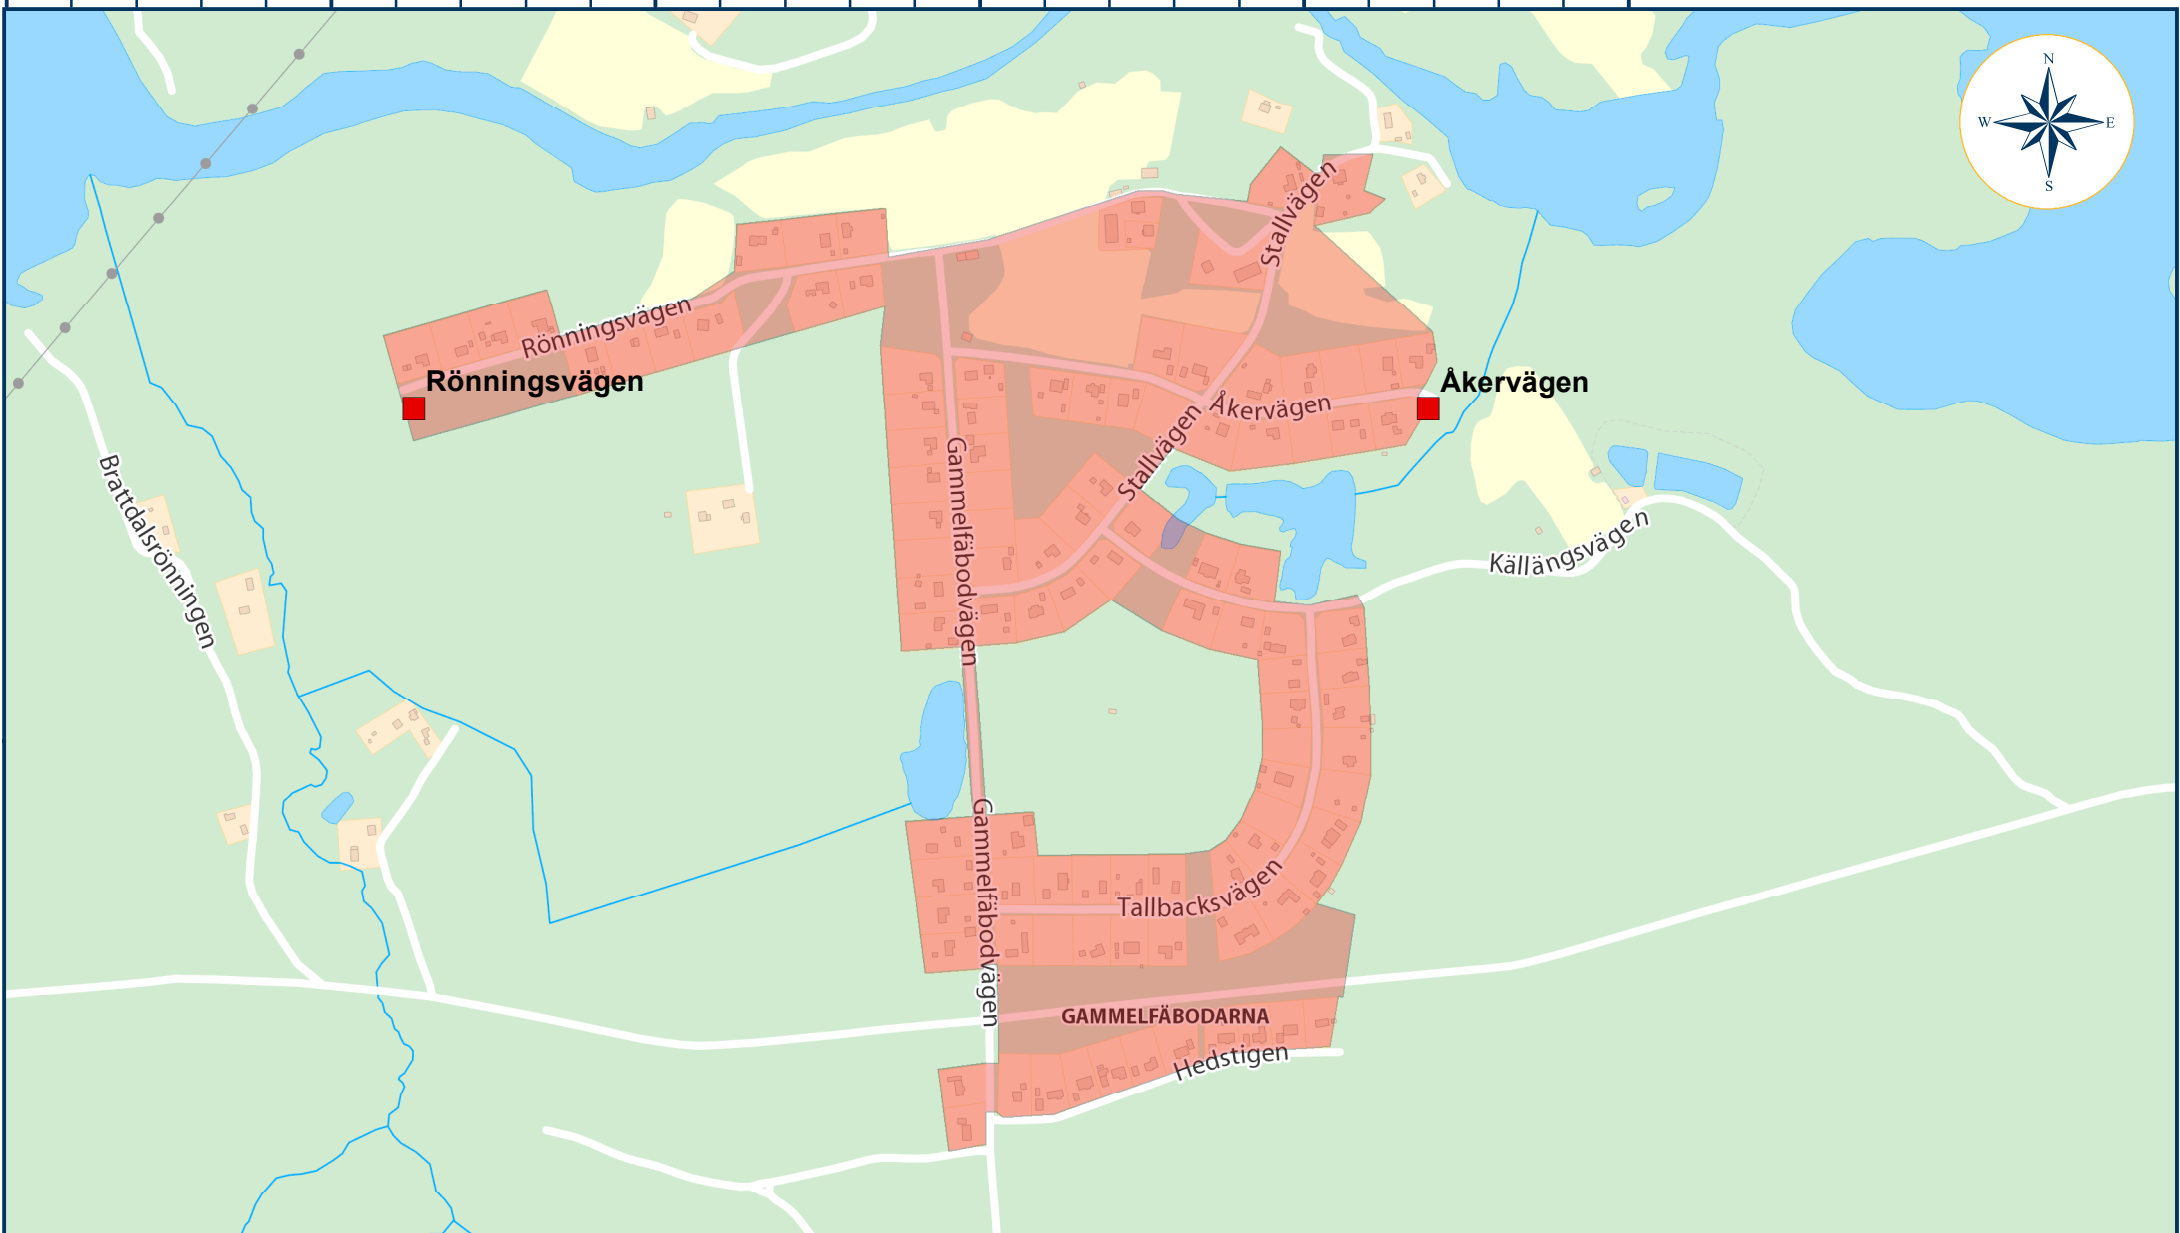 N
W E
S
Stallvägen
Rönningsvägen
Rönningsvägen
Åkervägen
Åkervägen
Stallvägen
Gammelfäbodvägen
Brattdalsrönningen
Källängsvägen
Gammelfäbodvägen
Tallbacksvägen
GAMMELFÄBODARNA
Hedstigen